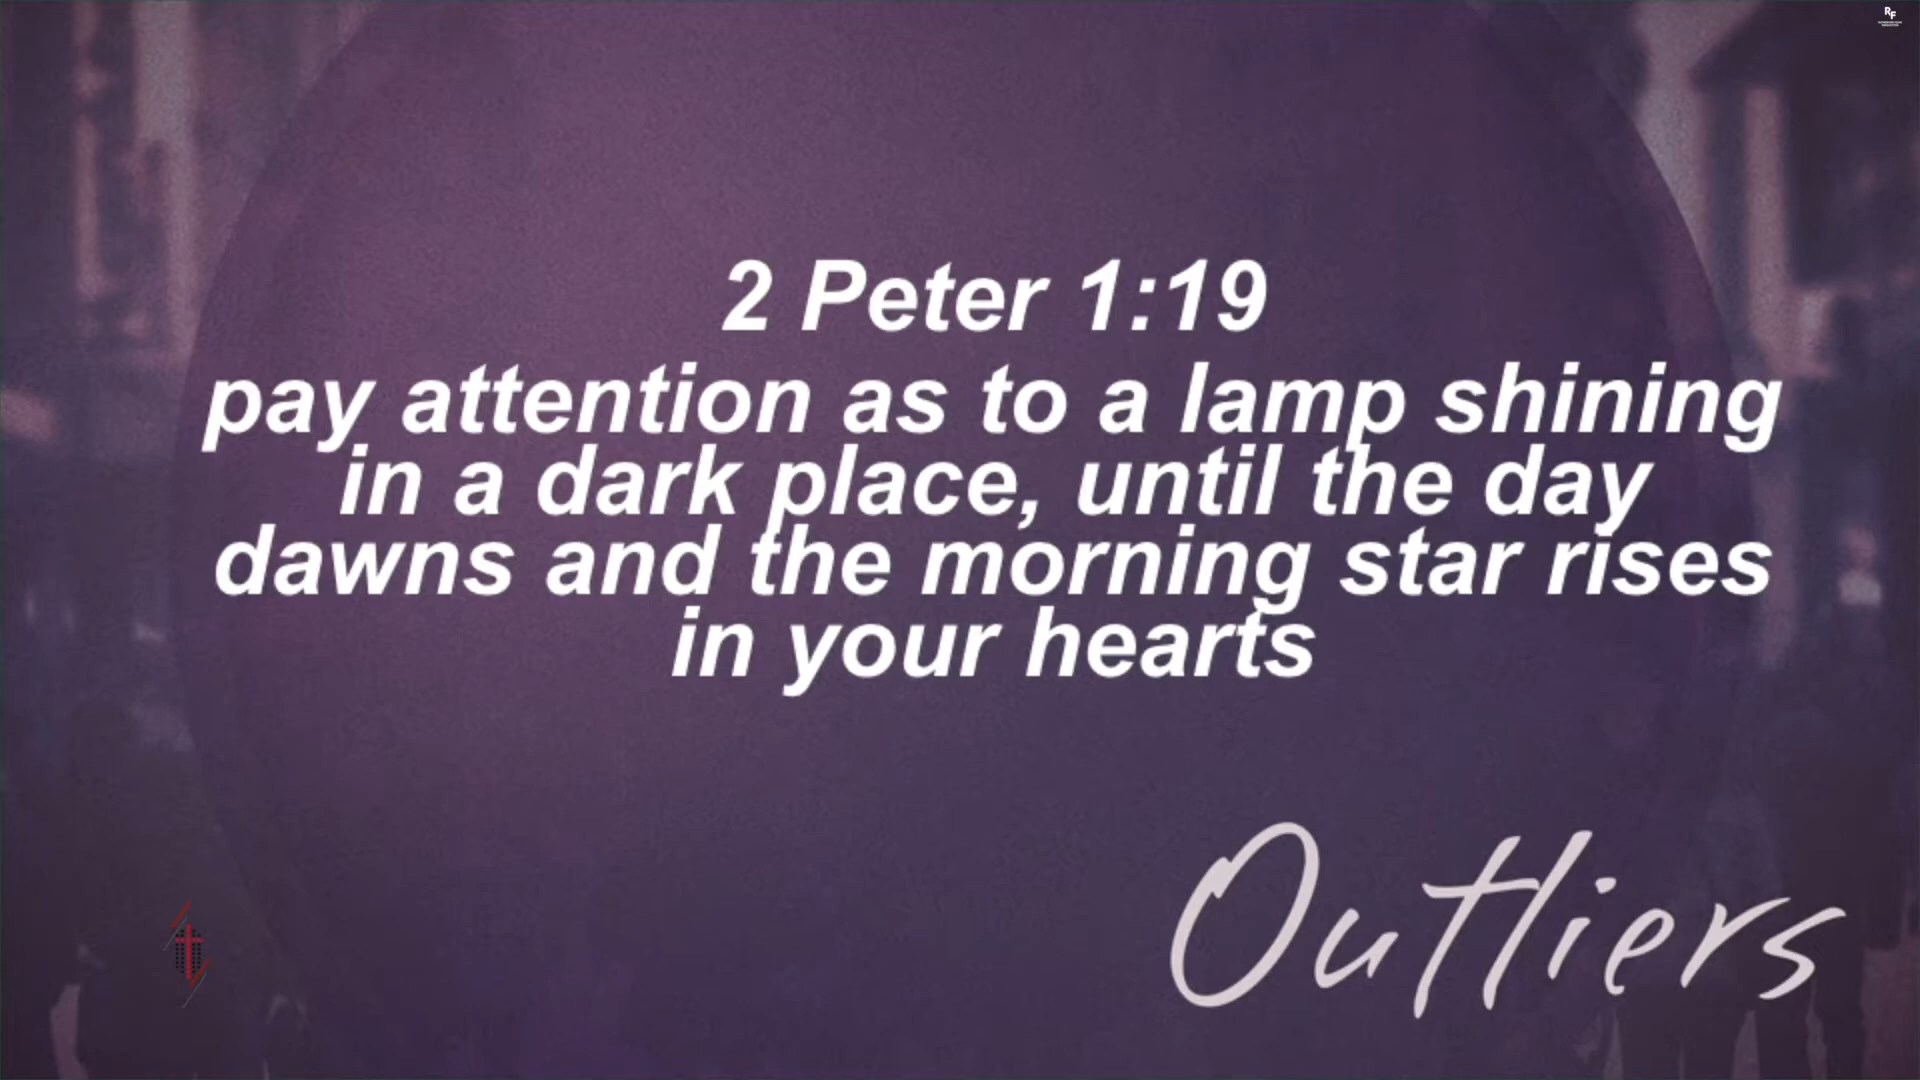 RF
2 Peter 1:19
pay attention as to a lamp shining
in a dark place, until the day
dawns and the morning star rises
in your hearts
Outliers